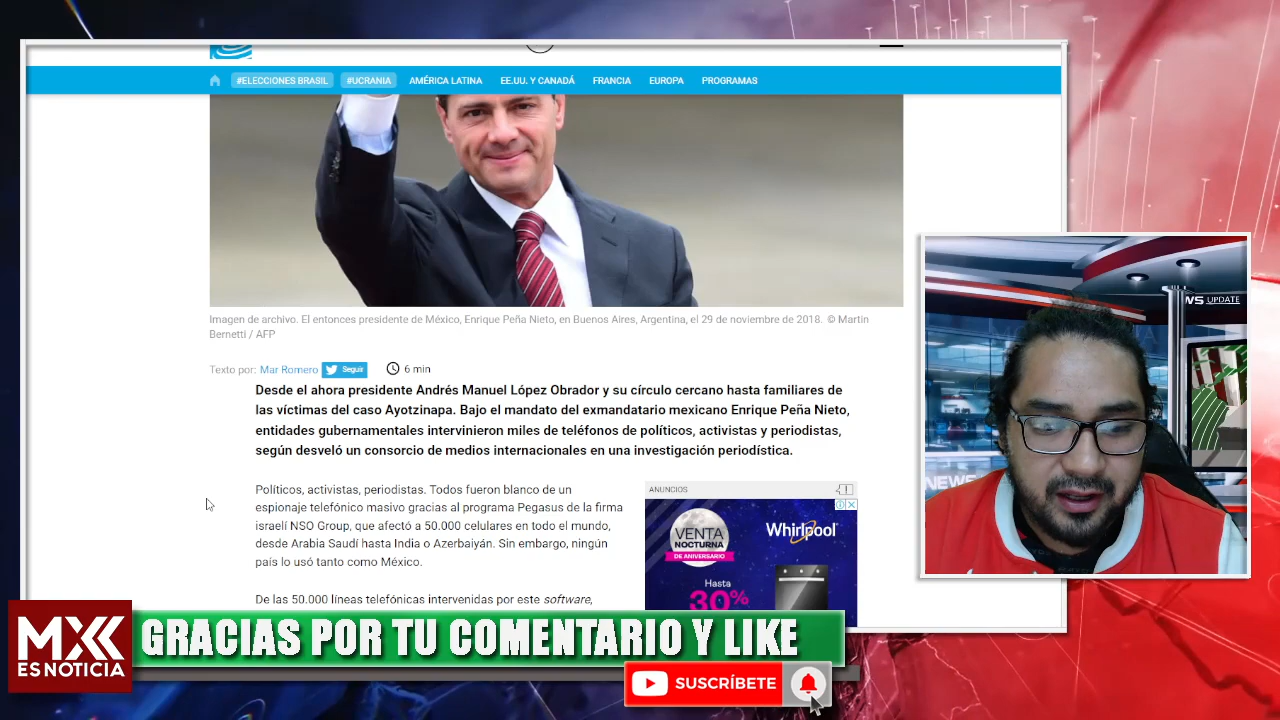 #ELECCIONES BRASIL #UCRANIA AMÉRICA LATINA EE.UU. Y CANADÁ FRANCIA EUROPA PROGRAMAS
Imagen de archivo. El entonces presidente de México, Enrique Peña Nieto, en Buenos Aires, Argentina, el 29 de noviembre de 2018. © Martin
Bernetti / AFP
Texto por: Mar Romero Seguir 6 min
Desde el ahora presidente Andrés Manuel López Obrador y su círculo cercano hasta familiares de
las víctimas del caso Ayotzinapa. Bajo el mandato del exmandatario mexicano Enrique Peña Nieto,
entidades gubernamentales intervinieron miles de teléfonos de políticos, activistas y periodistas,
según desveló un consorcio de medios internacionales en una investigación periodística.
Políticos, activistas, periodistas. Todos fueron blanco de un
espionaje telefónico masivo gracias al programa Pegasus de la firma
israelí NSO Group, que afectó a 50.000 celulares en todo el mundo,
desde Arabia Saudí hasta India o Azerbaiyán. Sin embargo, ningún
país lo usó tanto como México.
De las 50.000 líneas telefónicas intervenidas por este software,
ANUNCIOS
VENTA
NOCTURNA
DE ANIVERSARIO
Whirlpool
Hasta
30%
WS UPDATE
NEWS
MX
ES NOTICIA
GRACIAS POR TU COMENTARIO Y LIKE
SUSCRÍBETE